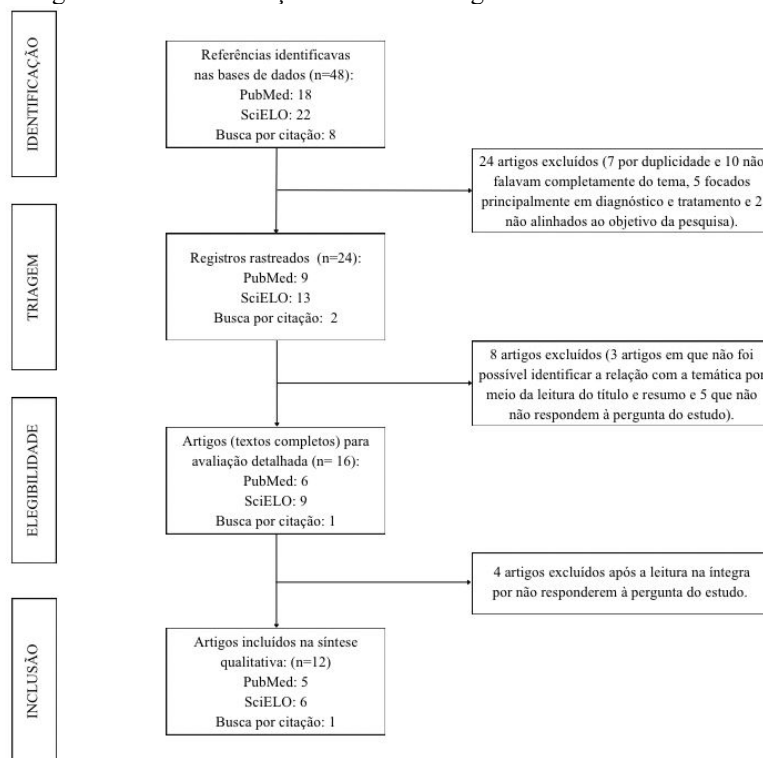 IDENTIFICAÇÃO
Referências identificavas
nas bases de dados (n=48):
PubMed: 18
SciELO: 22
Busca por citação: 8
24 artigos excluídos (7 por duplicidade e 10 não
falavam completamente do tema, 5 focados
principalmente em diagnóstico e tratamento e 2
não alinhados ao objetivo da pesquisa).
TRIAGEM
Registros rastreados (n=24):
PubMed: 9
SciELO: 13
Busca por citação: 2
8 artigos excluídos (3 artigos em que não foi
possível identificar a relação com a temática por
meio da leitura do título e resumo e 5 que não
não respondem à pergunta do estudo).
ELEGIBILIDADE
Artigos (textos completos) para
avaliação detalhada (n= 16):
PubMed: 6
SciELO: 9
Busca por citação: 1
4 artigos excluídos após a leitura na íntegra
por não responderem à pergunta do estudo.
INCLUSÃO
Artigos incluídos na síntese
qualitativa: (n=12)
PubMed: 5
SciELO: 6
Busca por citação: 1